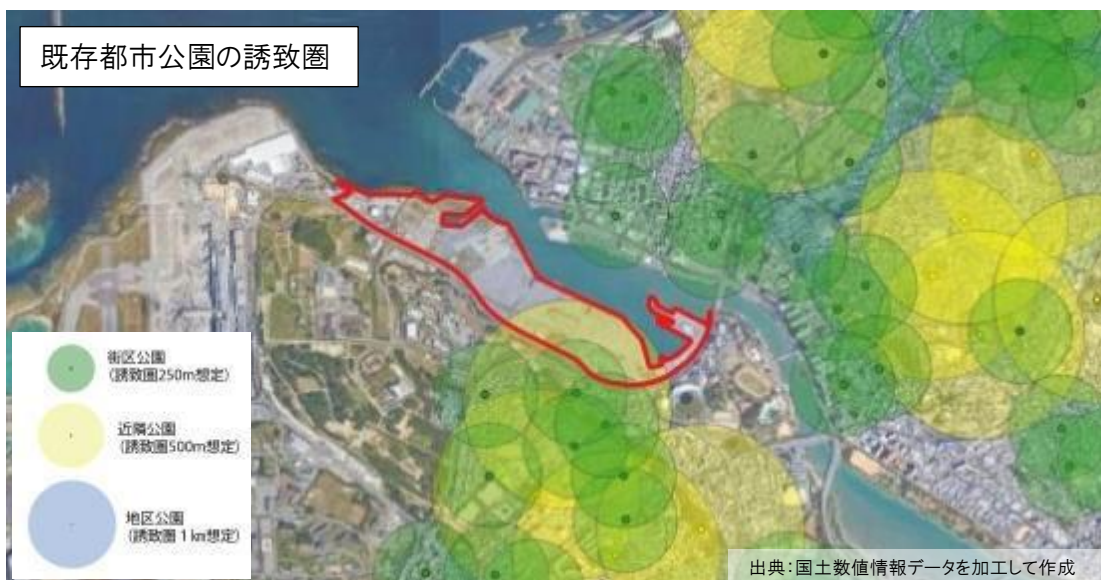 既存都市公園の誘致圏
街区公園
(誘致圏250m想定)
近隣公園
(誘致圏500m想定)
地区公園
(誘致圏1km想定)
出典：国土数値情報データを加工して作成